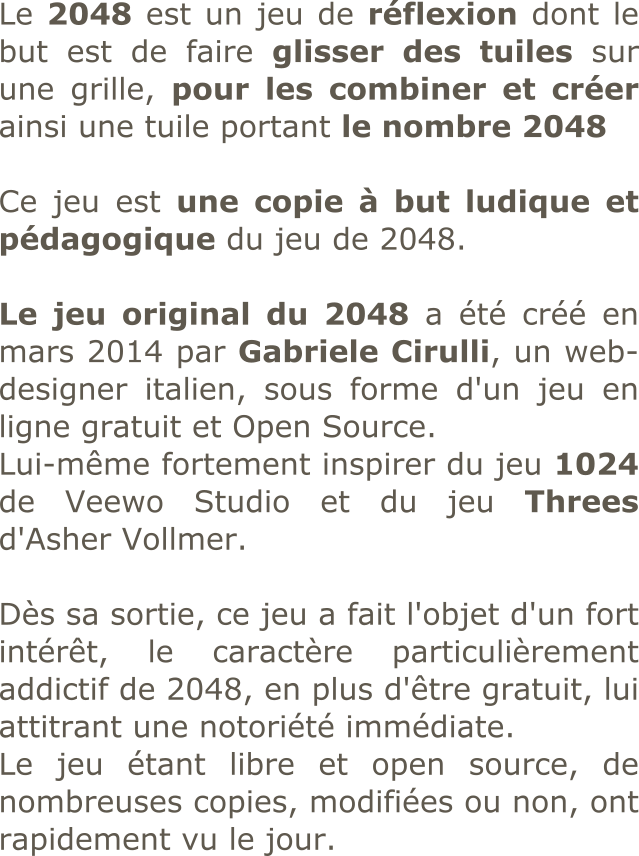 Le 2048 est un jeu de réflexion dont le
but est de faire glisser des tuiles sur
une grille, pour les combiner et créer
ainsi une tuile portant le nombre 2048
Ce jeu est une copie à but ludique et
pédagogique du jeu de 2048.
Le jeu original du 2048 a été créé en
mars 2014 par Gabriele Cirulli, un web-
designer italien, sous forme d'un jeu en
ligne gratuit et Open Source.
Lui-même fortement inspirer du jeu 1024
de Veewo Studio et du jeu Threes
d'Asher Vollmer.
Dès sa sortie, ce jeu a fait l'objet d'un fort
intérêt, le caractère particulièrement
addictif de 2048, en plus d'être gratuit, lui
attitrant une notoriété immédiate.
Le jeu étant libre et open source, de
nombreuses copies, modifiées ou non, ont
rapidement vu le jour.